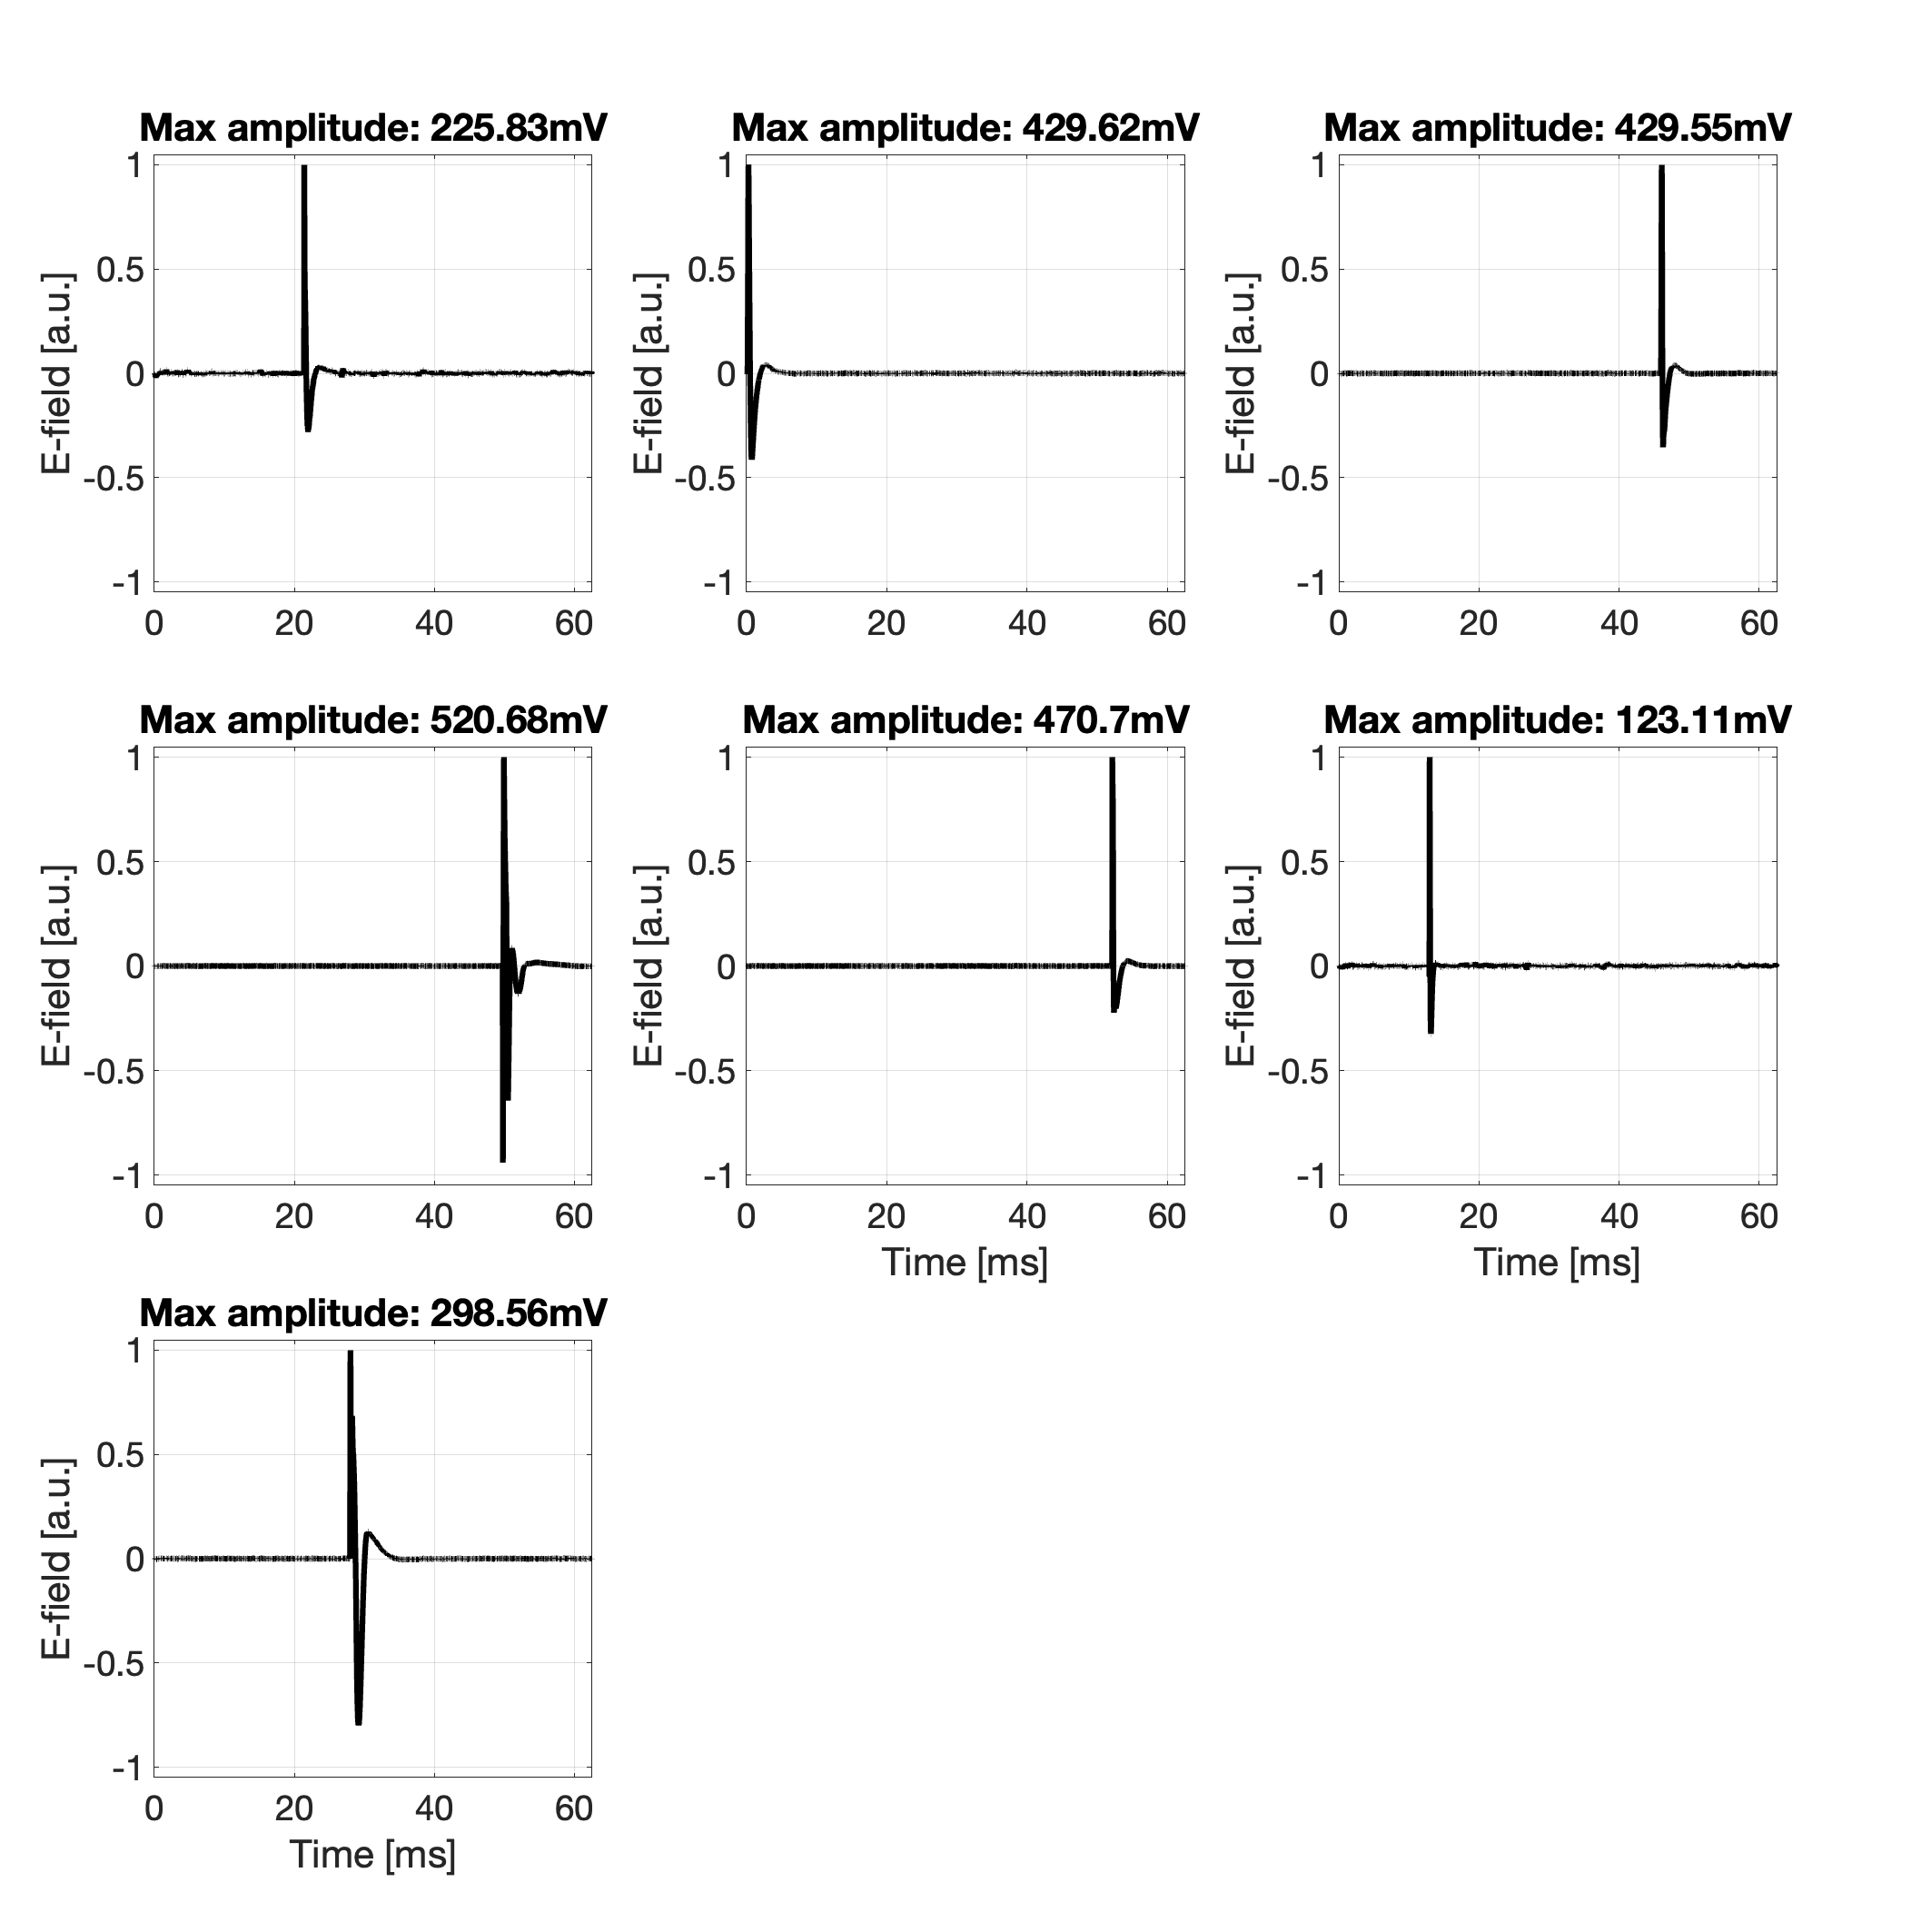 Max amplitude: 225.83mV
1
0.5
0
-0.5
-1
0 20 40 60
E-field [a.u.]
Max amplitude: 429.62mV
1
0.5
0
-0.5
-1
0 20 40 60
E-field [a.u.]
Max amplitude: 429.55mV
1
0.5
0
-0.5
-1
0 20 40 60
E-field [a.u.]
Max amplitude: 520.68mV
1
0.5
0
-0.5
-1
0 20 40 60
E-field [a.u.]
Max amplitude: 470.7mV
1
0.5
0
-0.5
-1
0 20 40 60
E-field [a.u.]
Time [ms]
Max amplitude: 123.11mV
1
0.5
0
-0.5
-1
0 20 40 60
E-field [a.u.]
Time [ms]
Max amplitude: 298.56mV
1
0.5
0
-0.5
-1
0 20 40 60
E-field [a.u.]
Time [ms]